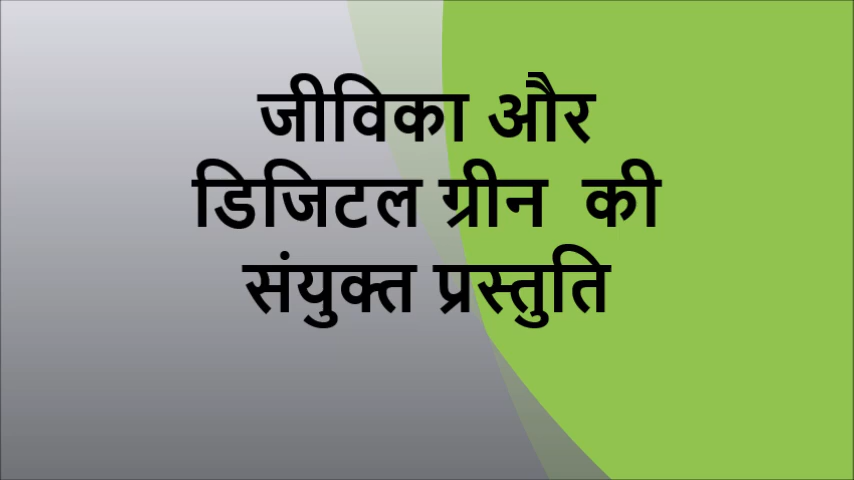 जीविका और
डिजिटल ग्रीन की
संयुक्त प्रस्तुति